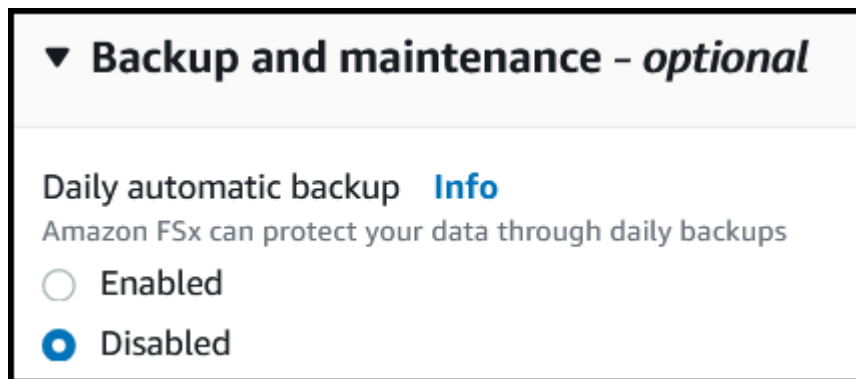 ▼ Backup and maintenance - optional
Daily automatic backup Info
Amazon FSx can protect your data through daily backups
Enabled
Disabled